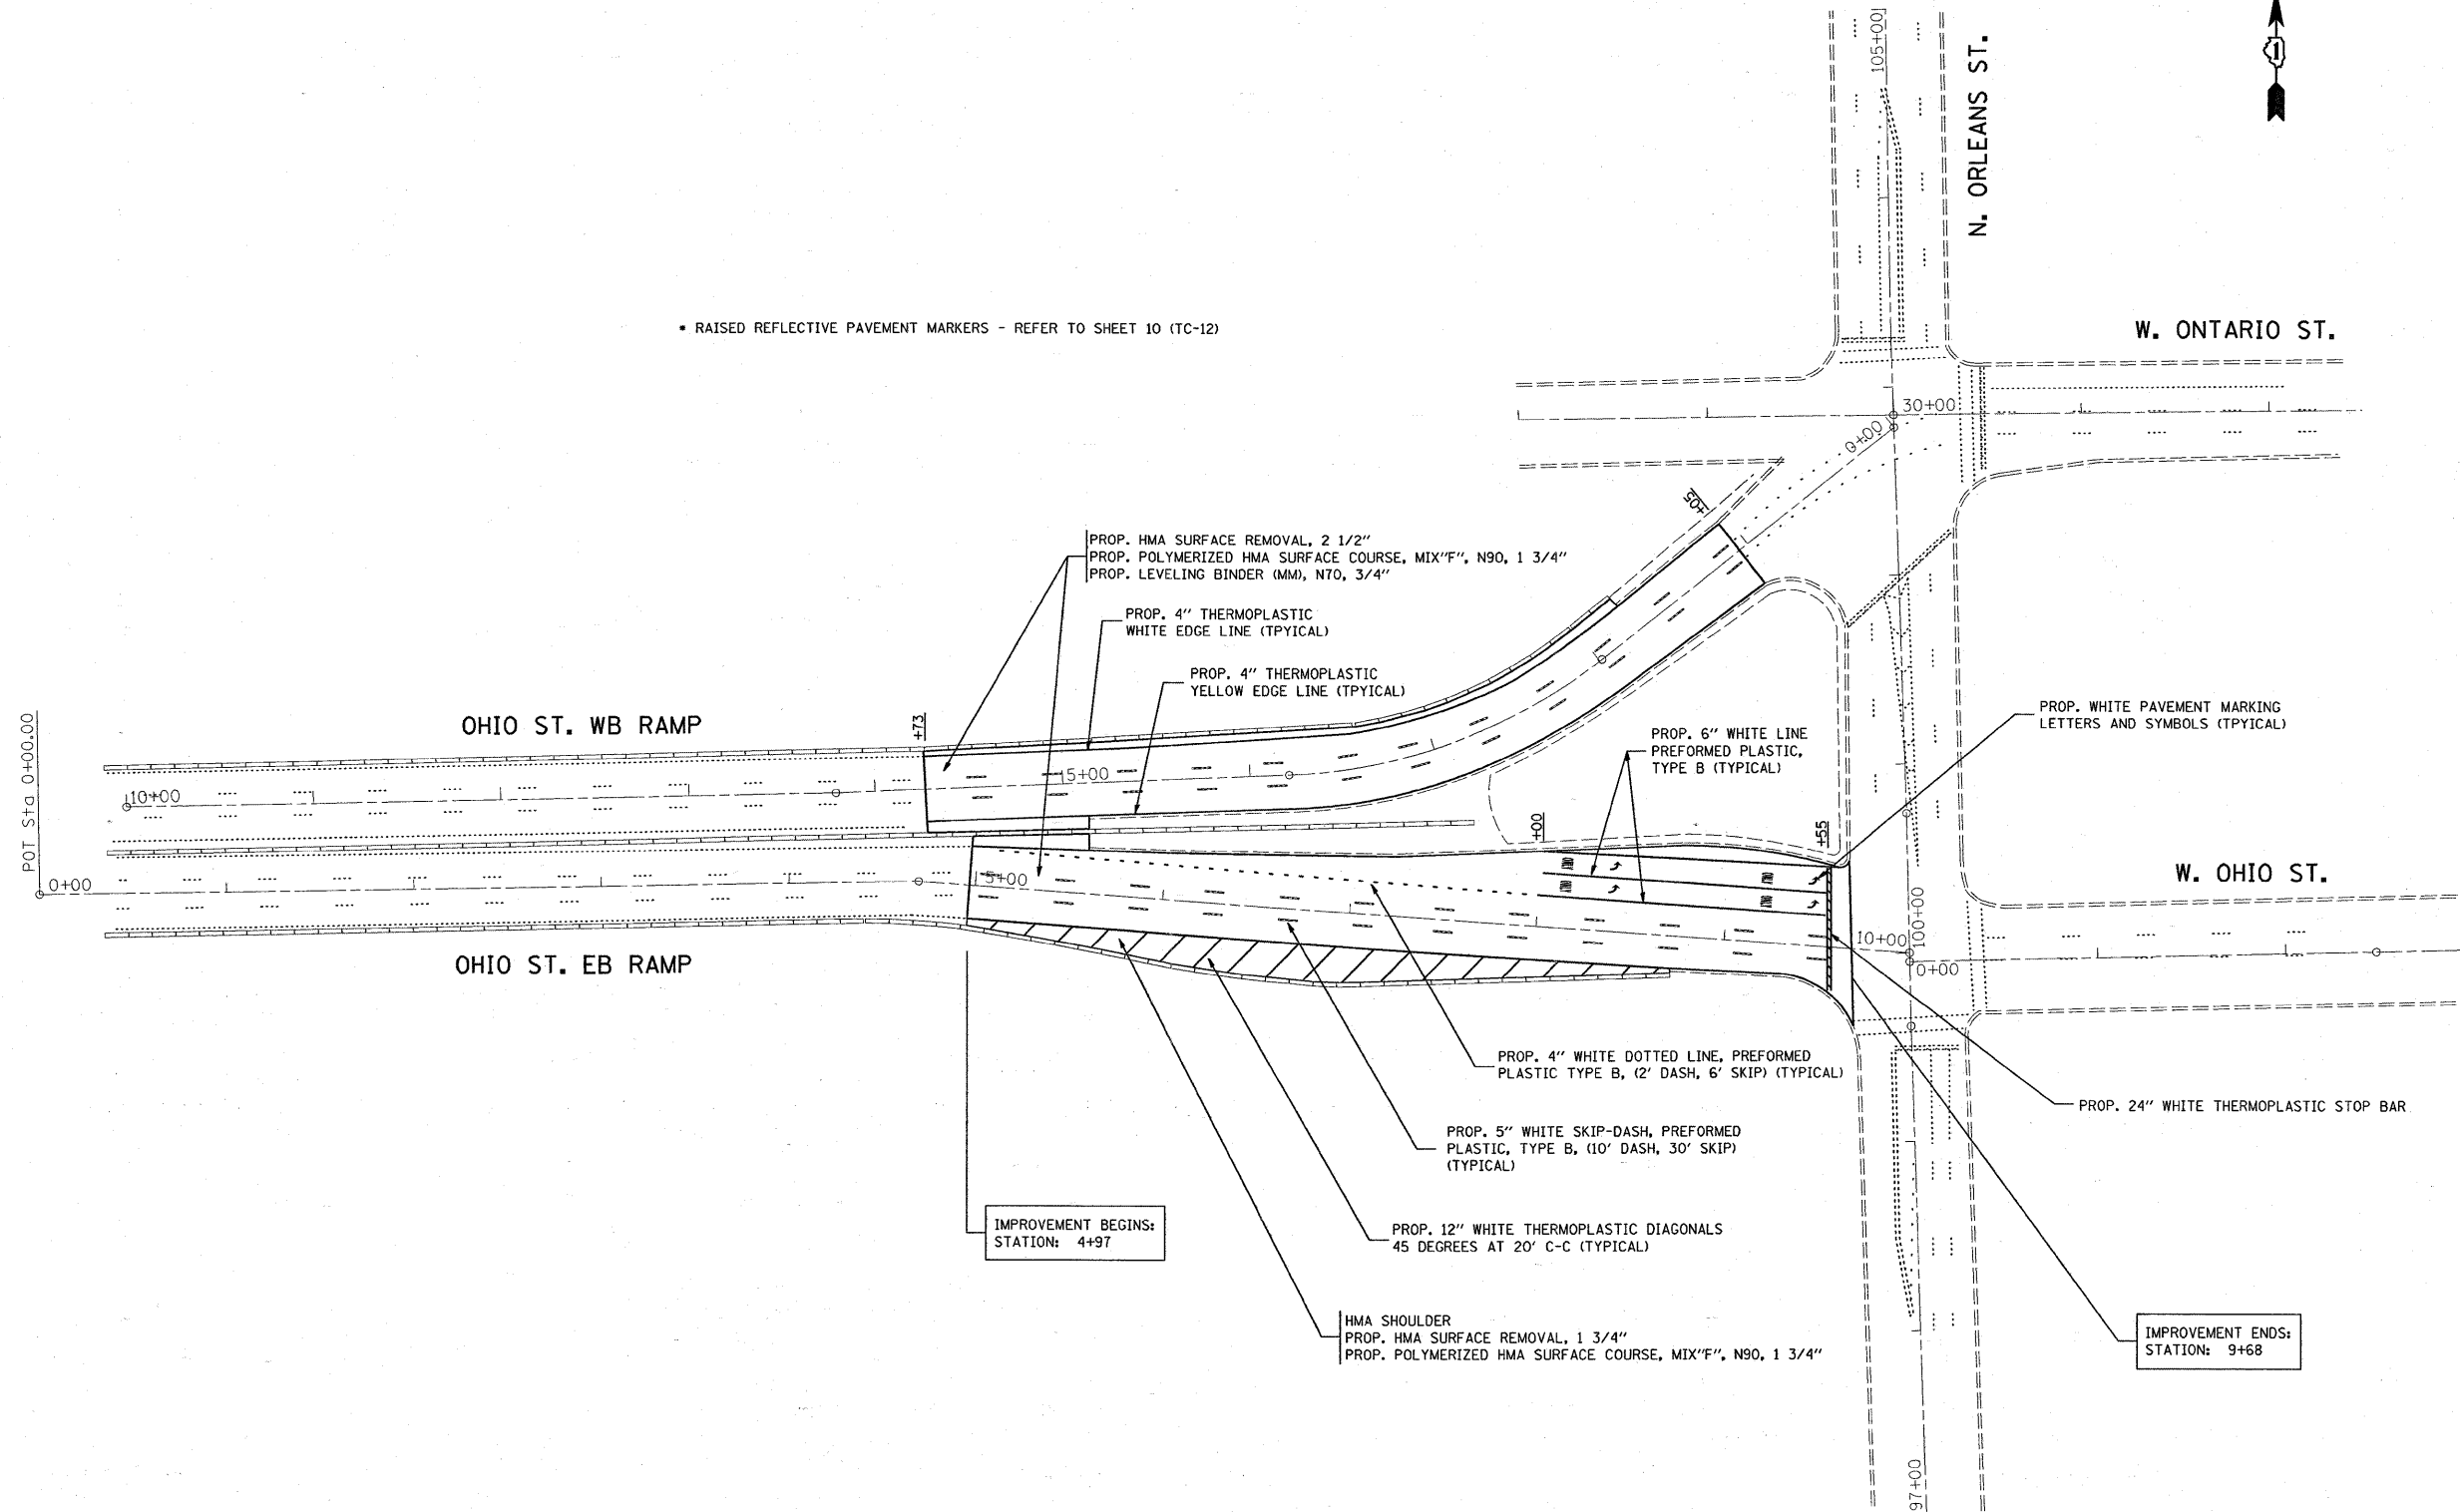 105+00
N. ORLEANS ST.
* RAISED REFLECTIVE PAVEMENT MARKERS - REFER TO SHEET 10 (TC-12)
W. ONTARIO ST.
30+00
0+00
+05
PROP. HMA SURFACE REMOVAL, 2 1/2"
PROP. POLYMERIZED HMA SURFACE COURSE, MIX"F", N90, 1 3/4"
PROP. LEVELING BINDER (MM), N70, 3/4"
PROP. 4" THERMOPLASTIC
WHITE EDGE LINE (TPYICAL)
PROP. 4" THERMOPLASTIC
YELLOW EDGE LINE (TPYICAL)
PROP. WHITE PAVEMENT MARKING
LETTERS AND SYMBOLS (TPYICAL)
OHIO ST. WB RAMP
+73
PROP. 6" WHITE LINE
PREFORMED PLASTIC,
TYPE B (TYPICAL)
POT Sta 0+00.00
10+00
15+00
+00
+55
0+00
5+00
W. OHIO ST.
10+00
100+00
0+00
OHIO ST. EB RAMP
PROP. 4" WHITE DOTTED LINE, PREFORMED
PLASTIC TYPE B, (2' DASH, 6' SKIP) (TYPICAL)
PROP. 24" WHITE THERMOPLASTIC STOP BAR
PROP. 5" WHITE SKIP-DASH, PREFORMED
PLASTIC, TYPE B, (10' DASH, 30' SKIP)
(TYPICAL)
IMPROVEMENT BEGINS:
STATION: 4+97
PROP. 12" WHITE THERMOPLASTIC DIAGONALS
45 DEGREES AT 20' C-C (TYPICAL)
HMA SHOULDER
PROP. HMA SURFACE REMOVAL, 1 3/4"
PROP. POLYMERIZED HMA SURFACE COURSE, MIX"F", N90, 1 3/4"
IMPROVEMENT ENDS:
STATION: 9+68
97+00